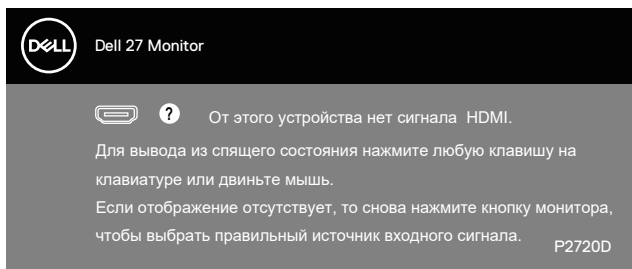 DELL
Dell 27 Monitor
? От этого устройства нет сигнала HDMI.
Для вывода из спящего состояния нажмите любую клавишу на
клавиатуре или двиньте мышь.
Если отображение отсутствует, то снова нажмите кнопку монитора,
чтобы выбрать правильный источник входного сигнала.
P2720D